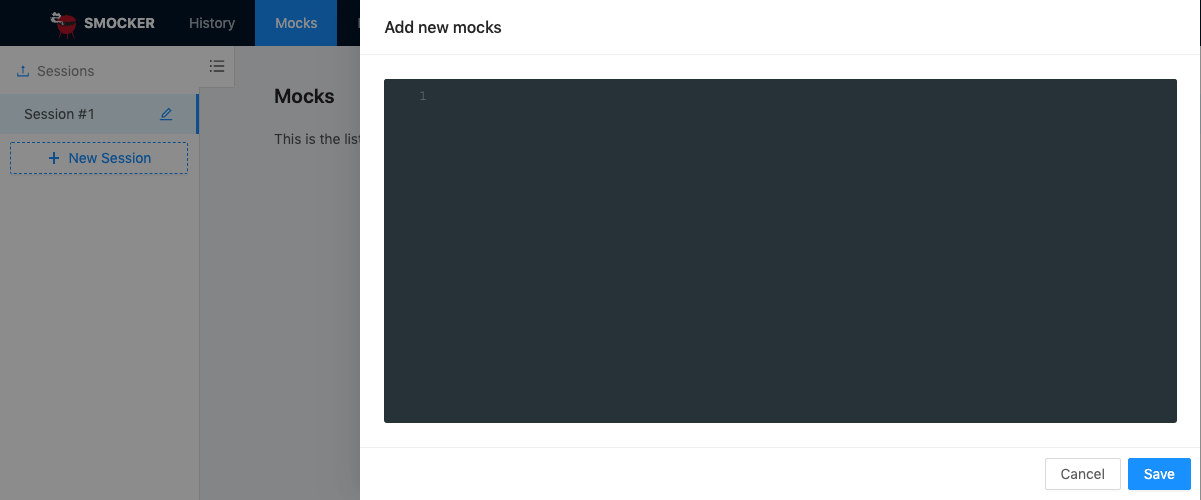 SMOCKER History Mocks
Add new mocks
Sessions
Session #1
+ New Session
Mocks
This is the list
1
Cancel Save